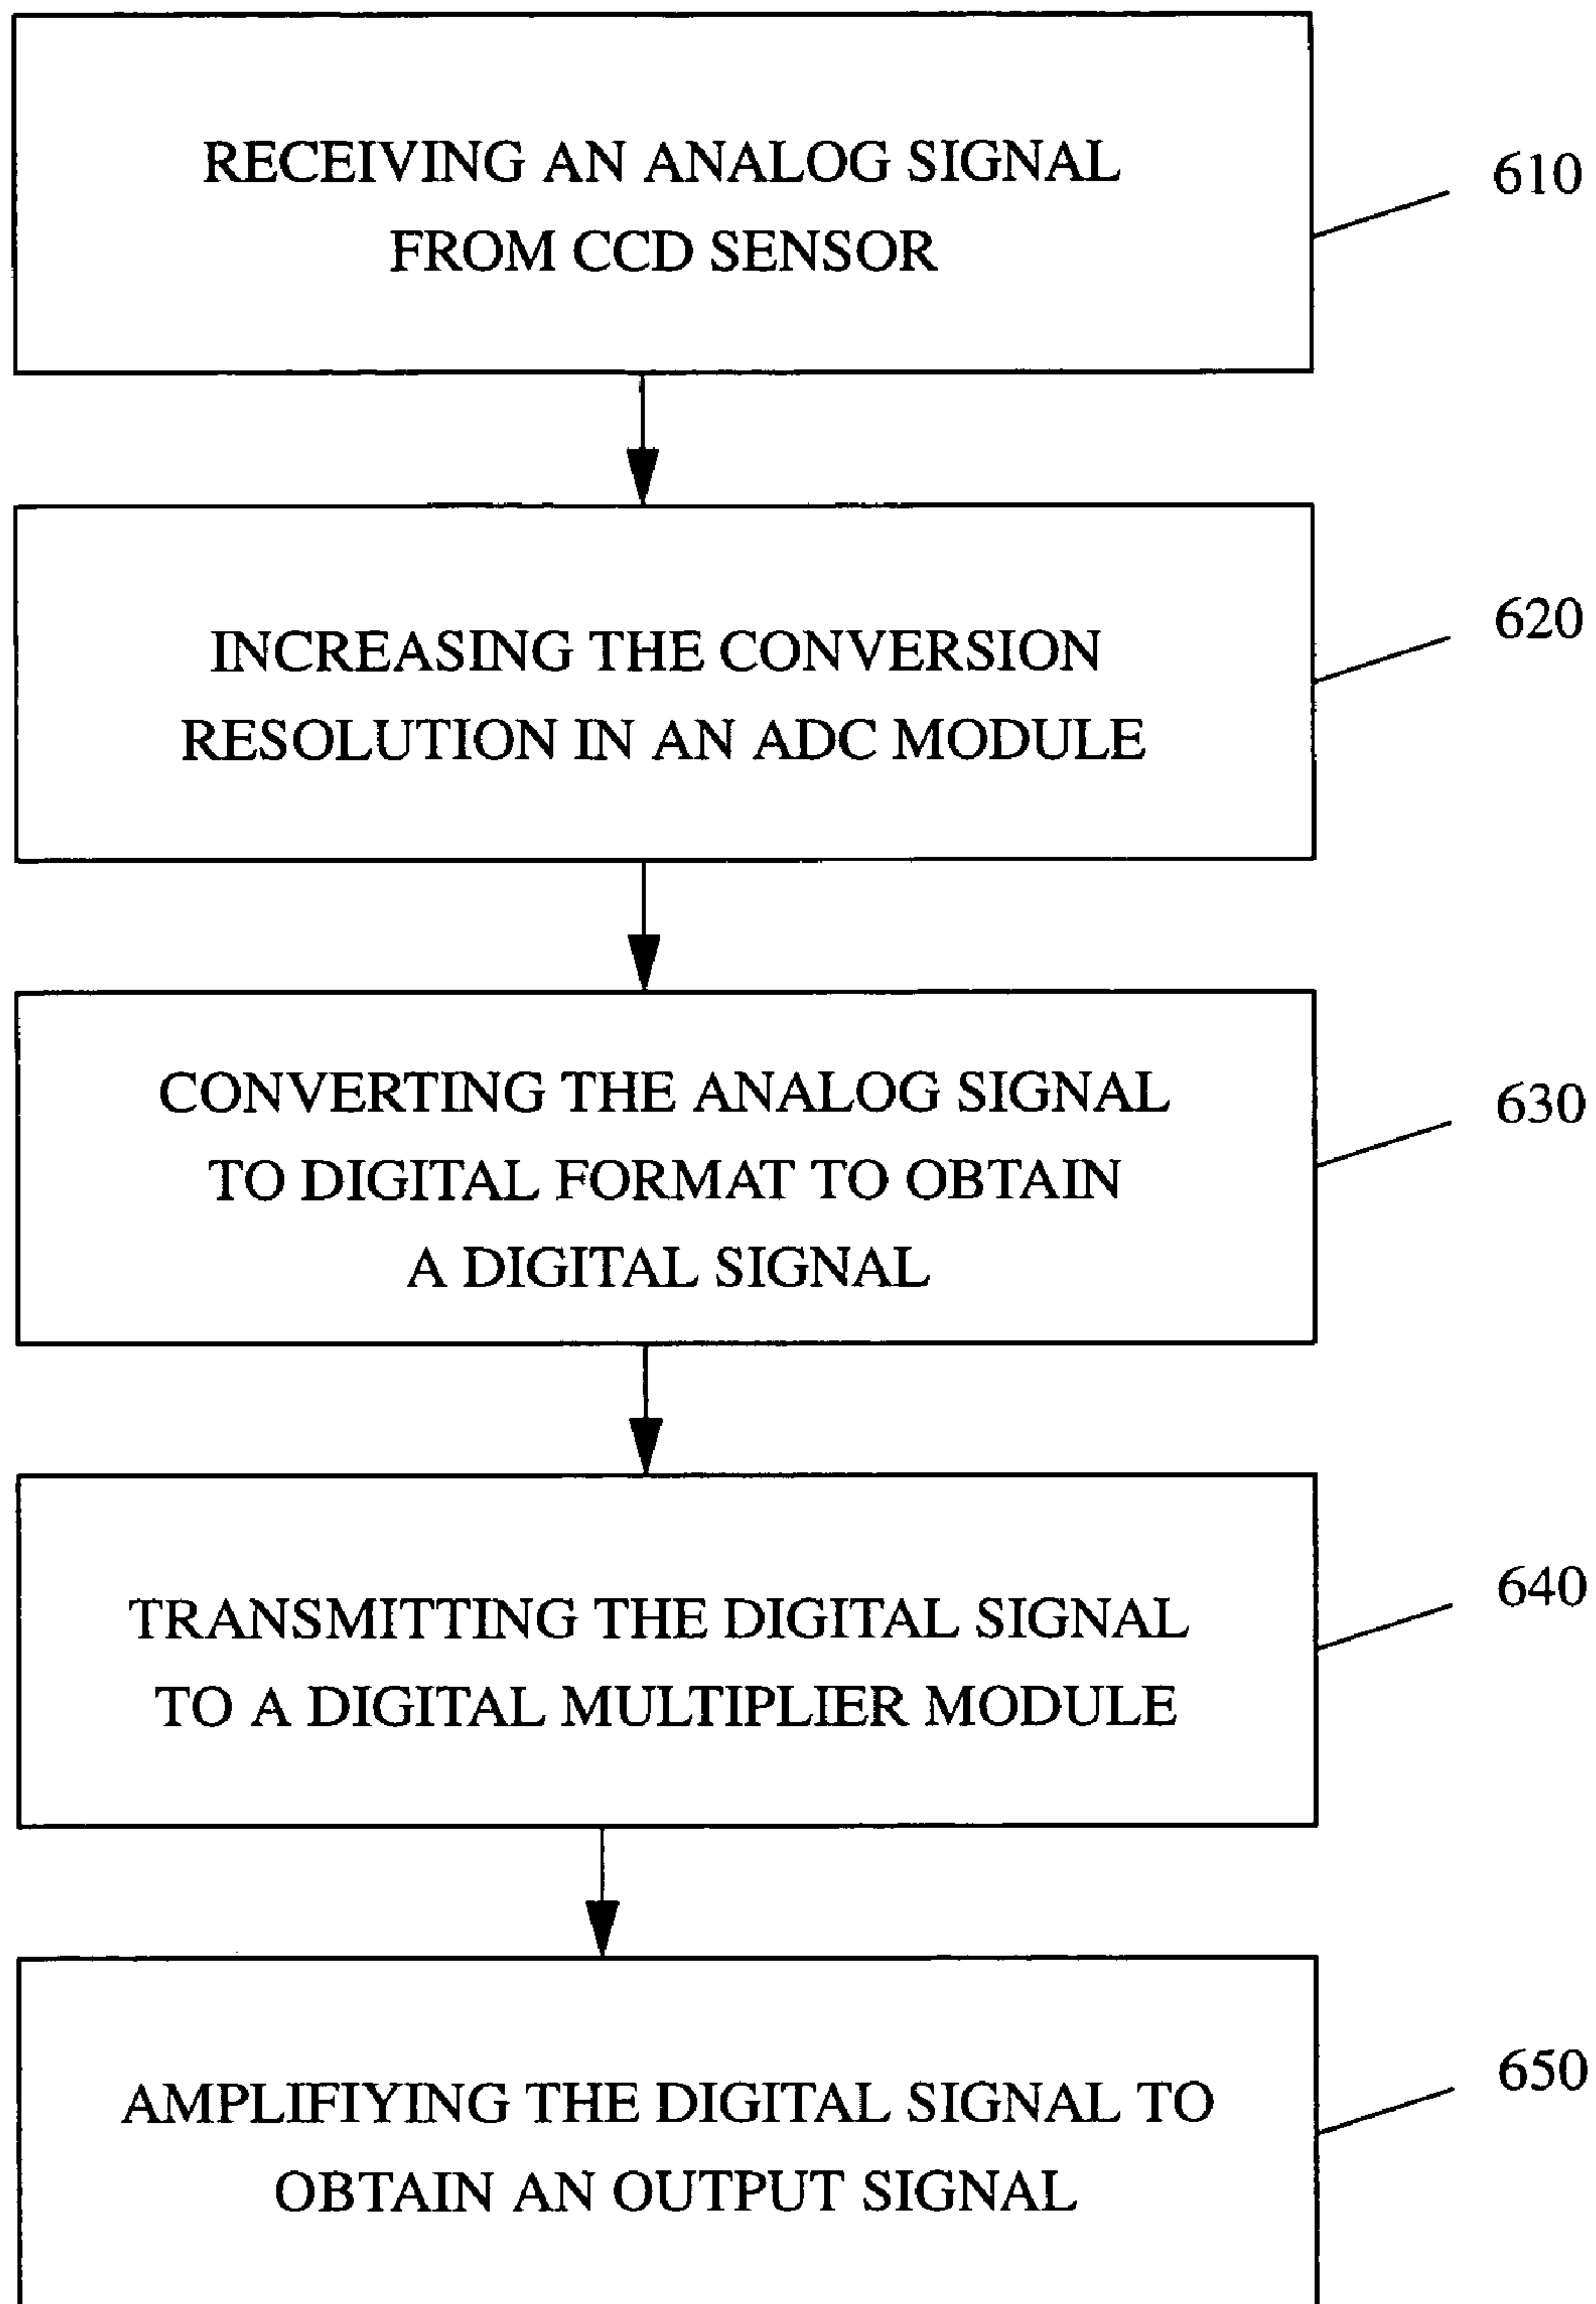 RECEIVING AN ANALOG SIGNAL
FROM CCD SENSOR
610
INCREASING THE CONVERSION
RESOLUTION IN AN ADC MODULE
620
CONVERTING THE ANALOG SIGNAL
TO DIGITAL FORMAT TO OBTAIN
A DIGITAL SIGNAL
630
TRANSMITTING THE DIGITAL SIGNAL
TO A DIGITAL MULTIPLIER MODULE
640
AMPLIFIYING THE DIGITAL SIGNAL TO
OBTAIN AN OUTPUT SIGNAL
650